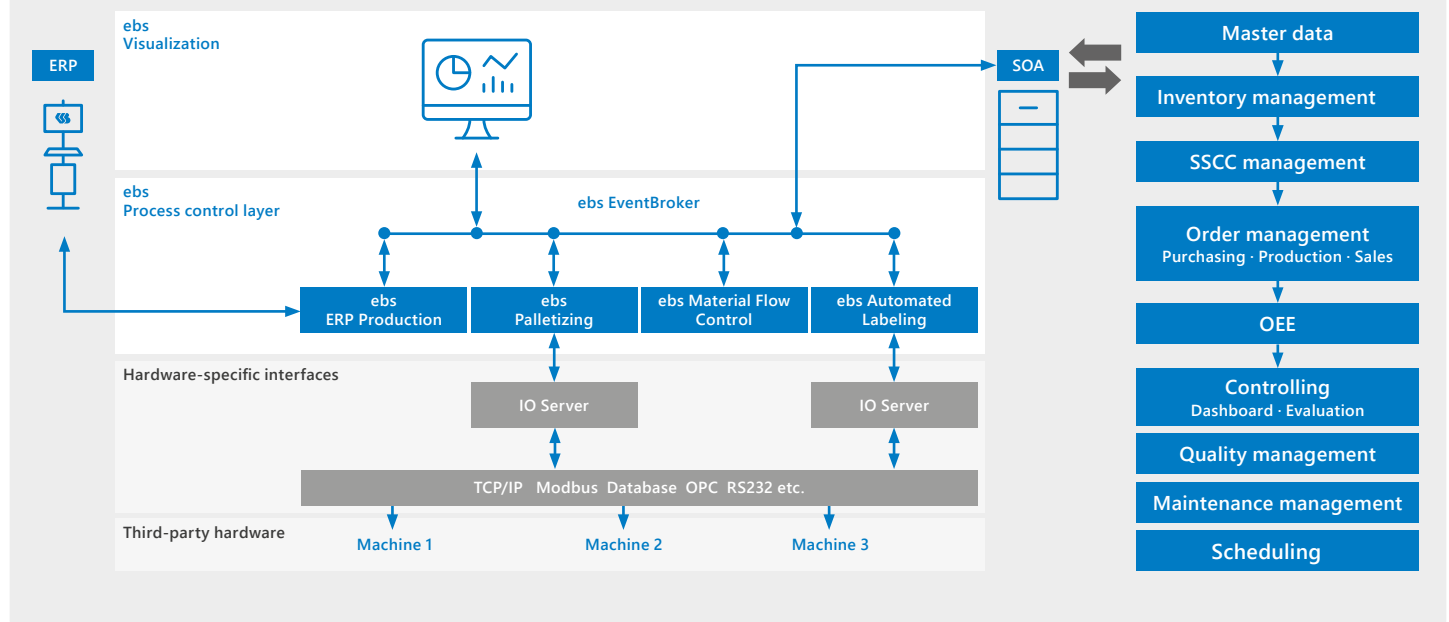 ERP
ebs
Visualization
ebs
Process control layer
ebs EventBroker
ebs
ERP Production
ebs
Palletizing
ebs Material Flow
Control
ebs Automated
Labeling
Hardware-specific interfaces
IO Server
IO Server
TCP/IP Modbus Database OPC RS232 etc.
Third-party hardware
Machine 1
Machine 2
Machine 3
SOA
Master data
Inventory management
SSCC management
Order management
Purchasing · Production · Sales
OEE
Controlling
Dashboard · Evaluation
Quality management
Maintenance management
Scheduling